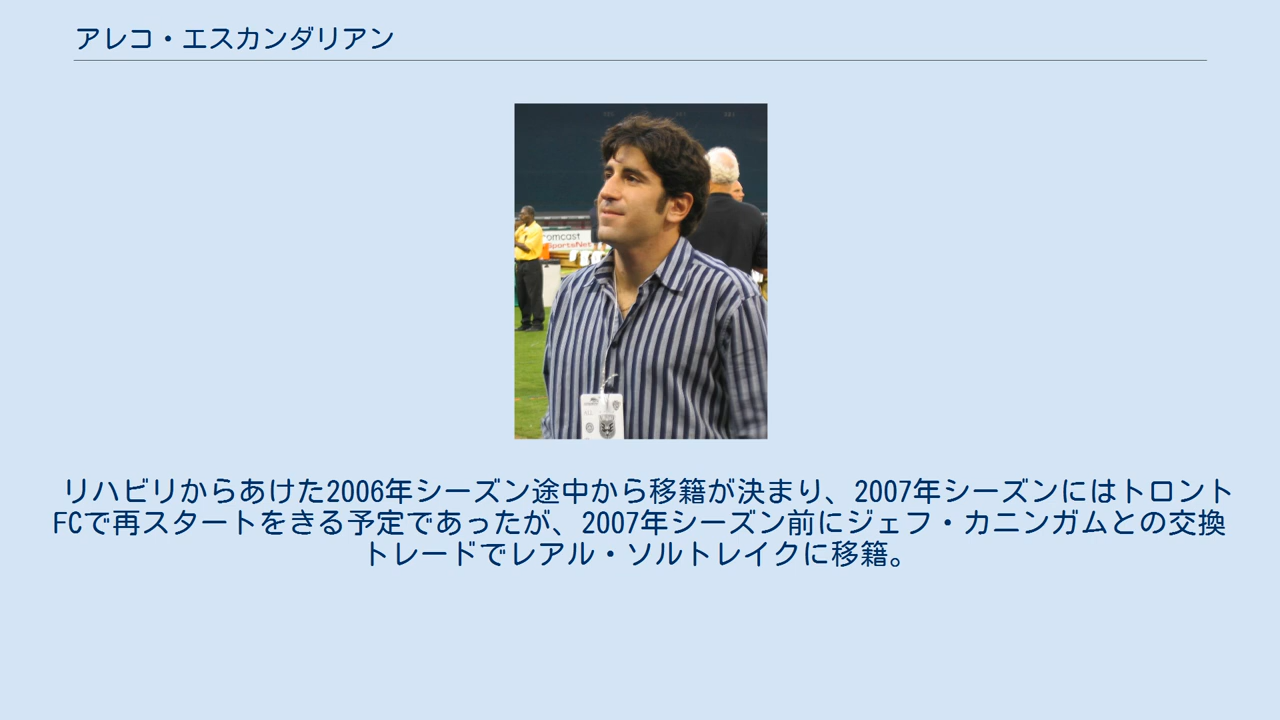 アレコ・エスカンダリアン
omcast
SportsNet
リハビリからあけた2006年シーズン途中から移籍が決まり、2007年シーズンにはトロント
FCで再スタートをきる予定であったが、2007年シーズン前にジェフ・カニンガムとの交換
トレードでレアル・ソルトレイクに移籍。